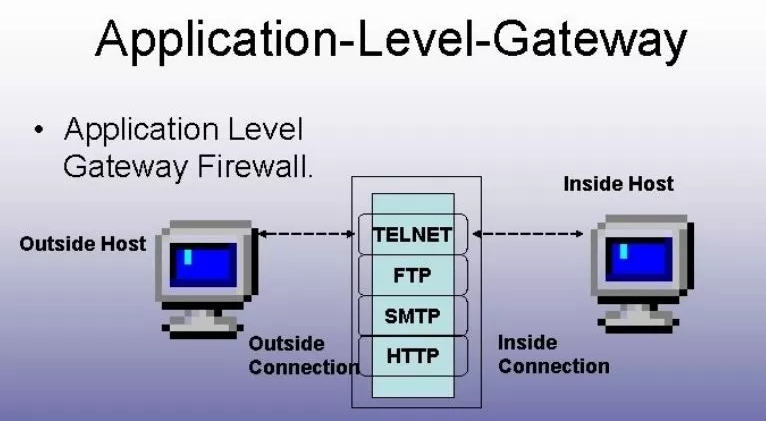 Application-Level-Gateway
• Application Level
Gateway Firewall.
Inside Host
Outside Host
TELNET
FTP
SMTP
HTTP
Outside
Connection
Inside
Connection